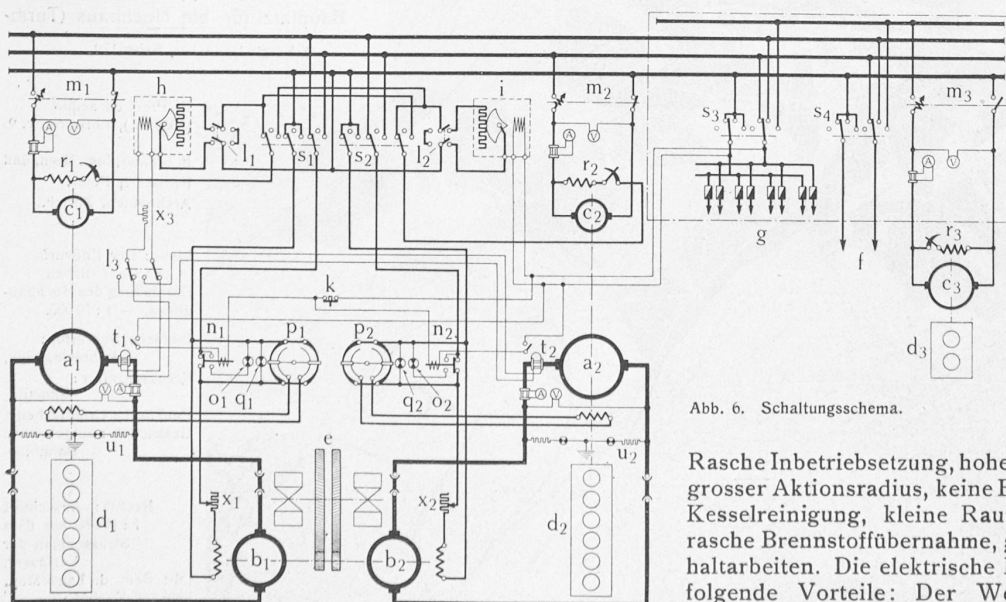 m1 h i m2 m3
l1 s1 s2 l2 s3 s4
A V A V A V
r1 r2 r3
c1 c2 c3
x3
g f
l3
k
t1 n1 p1 p2 n2 t2
a1 a2 d3
V A A V
o1 q1 q2 o2
u1 e u2
x1 x2
d1 d2
b1 b2
Abb. 6. Schaltungsschema.
Rasche Inbetriebsetzung, hohe
grosser Aktionsradius, keine
Kesselreinigung, kleine
rasche Brennstoffübernahme,
haltarbeiten. Die elektrische
folgende Vorteile: Der